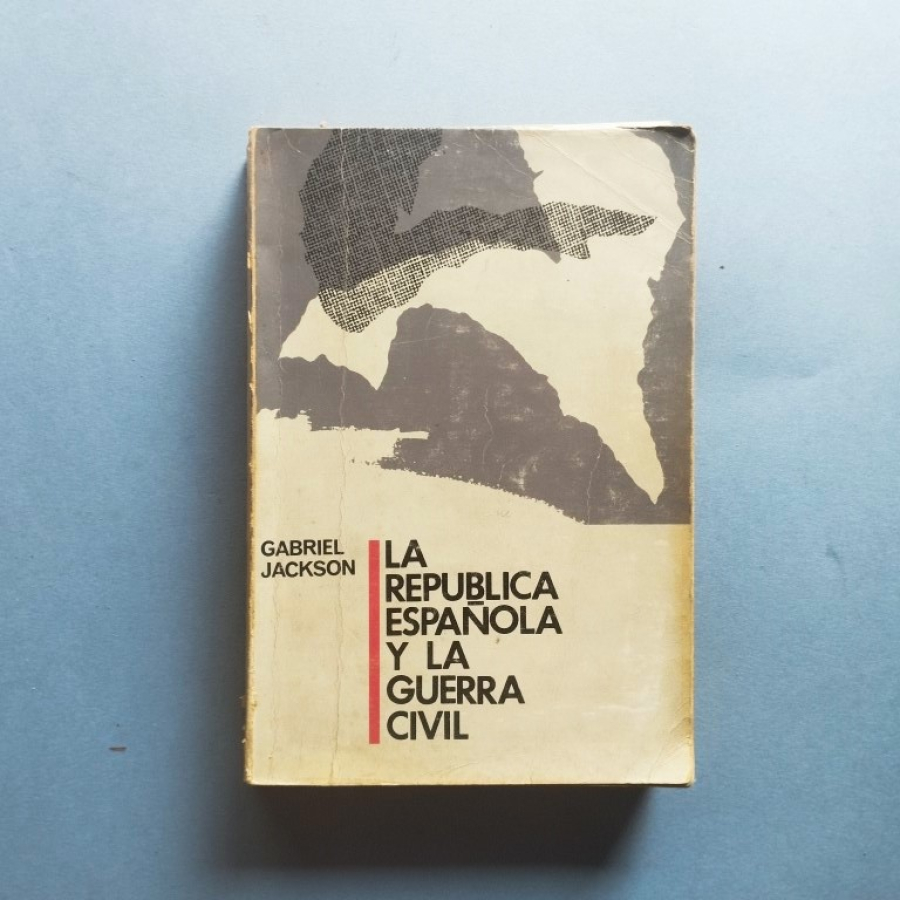 GABRIEL
JACKSON
LA
REPUBLICA
ESPAÑOLA
Y LA
GUERRA
CIVIL